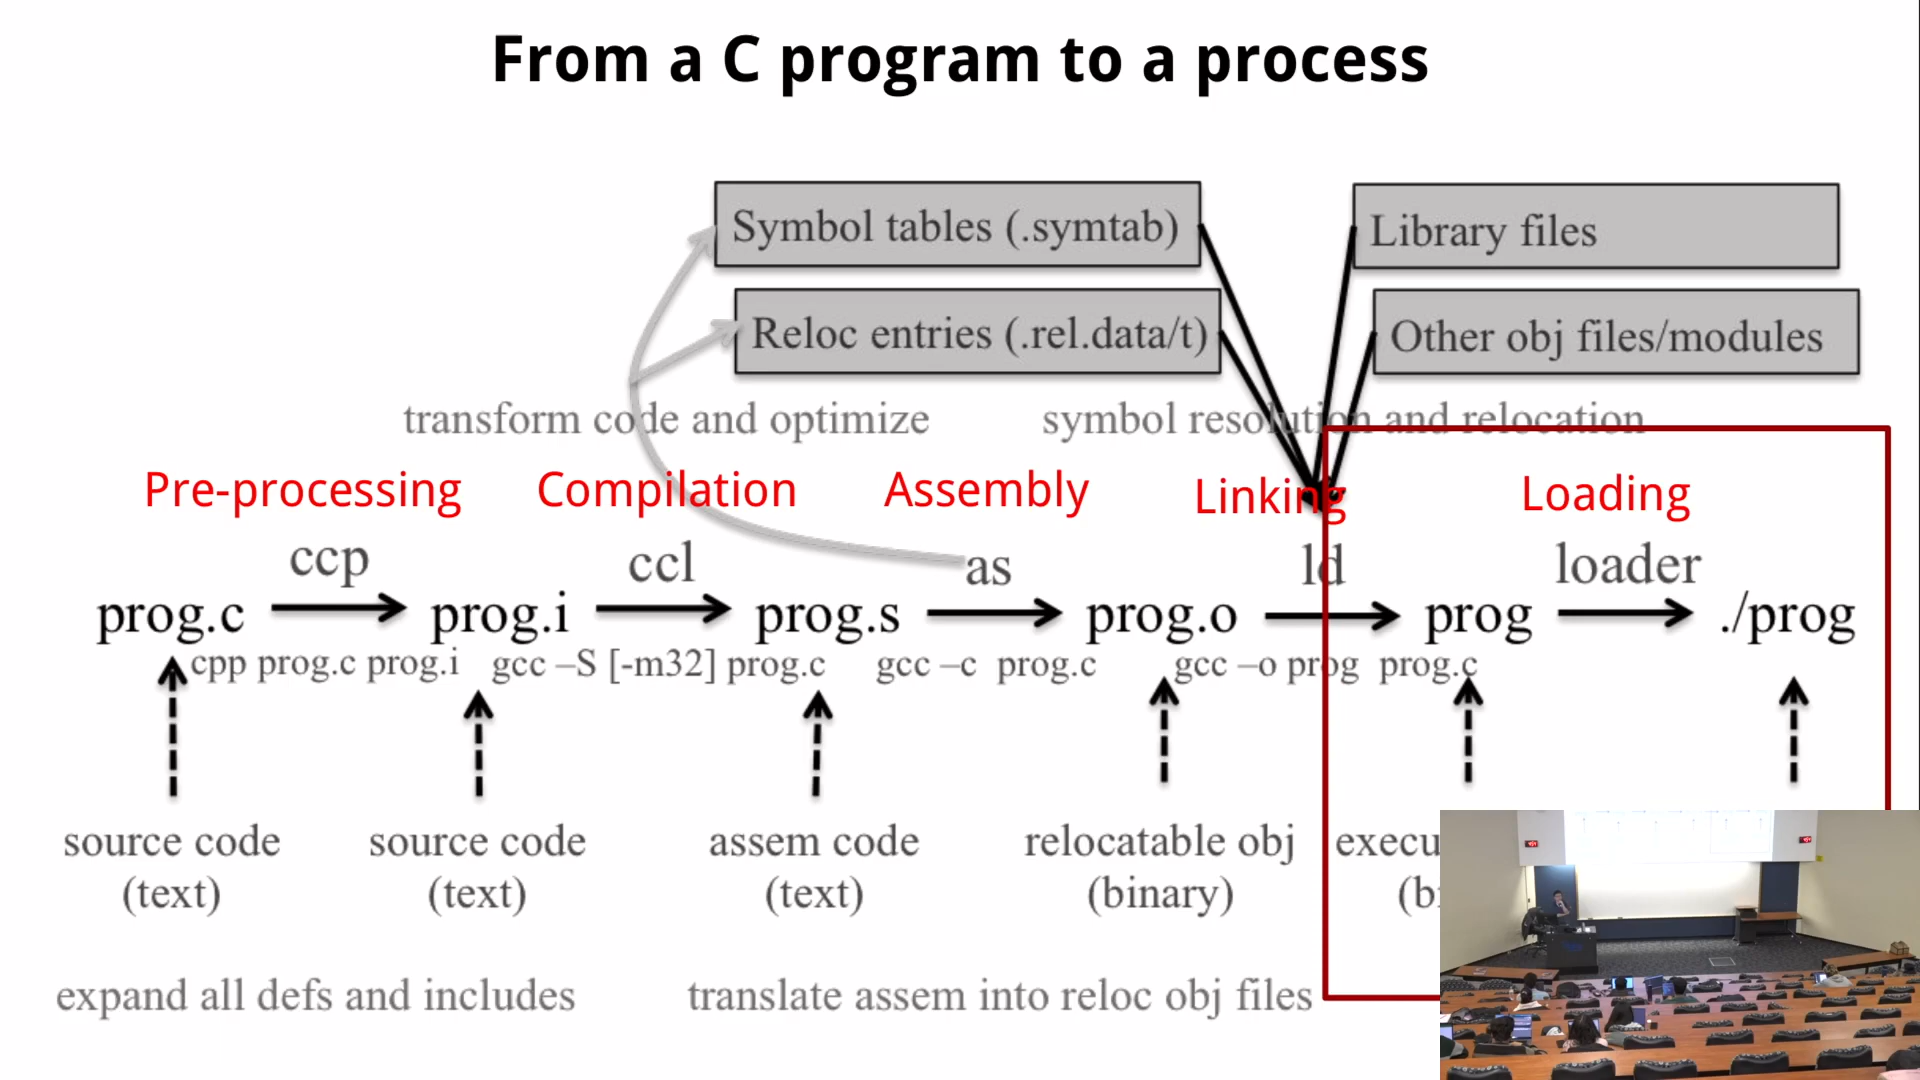 From a C program to a process
Symbol tables (.symtab)
Library files
Reloc entries (.rel.data/t)
Other obj files/modules
transform code and optimize
symbol resolution and relocation
Pre-processing
Compilation
Assembly
Linking
Loading
ccp
ccl
as
ld
loader
prog.c
prog.i
prog.s
prog.o
prog
./prog
cpp prog.c prog.i
gcc –S [-m32] prog.c
gcc –c prog.c
gcc –o prog prog.c
source code
(text)
source code
(text)
assem code
(text)
relocatable obj
(binary)
execu
(b
expand all defs and includes
translate assem into reloc obj files